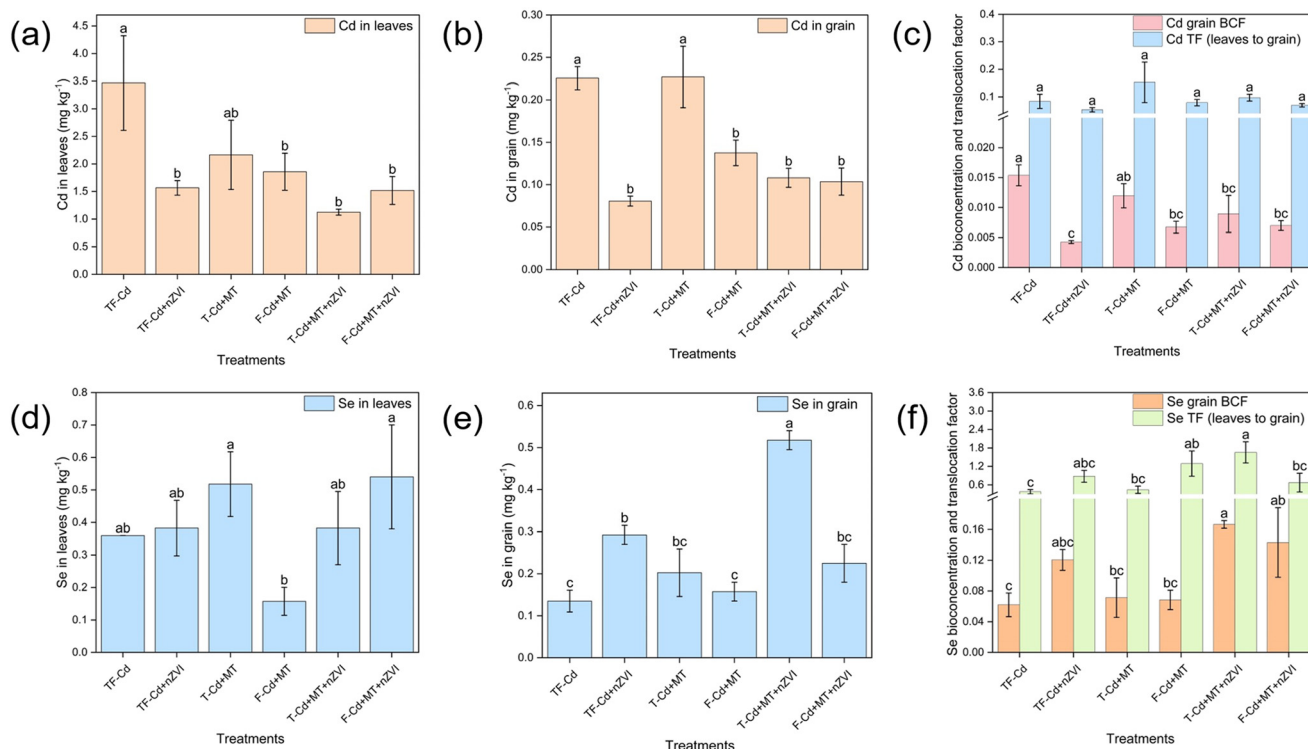 (a)
Cd in leaves
Cd in leaves (mg kg⁻¹)
4.5
4.0
3.5
3.0
2.5
2.0
1.5
1.0
0.5
0.0
a
b
ab
b
b
b
TF-Cd
TF-Cd+nZVI
T-Cd+MT
F-Cd+MT
T-Cd+MT+nZVI
F-Cd+MT+nZVI
Treatments
(b)
Cd in grain
Cd in grain (mg kg⁻¹)
0.30
0.25
0.20
0.15
0.10
0.05
0.00
a
b
a
b
b
b
TF-Cd
TF-Cd+nZVI
T-Cd+MT
F-Cd+MT
T-Cd+MT+nZVI
F-Cd+MT+nZVI
Treatments
(c)
Cd grain BCF
Cd TF (leaves to grain)
Cd bioconcentration and translocation factor
0.4
0.3
0.2
0.1
0.020
0.015
0.010
0.005
0.000
a
a
c
a
ab
a
bc
a
bc
a
bc
a
TF-Cd
TF-Cd+nZVI
T-Cd+MT
F-Cd+MT
T-Cd+MT+nZVI
F-Cd+MT+nZVI
Treatments
(d)
Se in leaves
Se in leaves (mg kg⁻¹)
0.8
0.7
0.6
0.5
0.4
0.3
0.2
0.1
0.0
ab
ab
a
b
ab
a
TF-Cd
TF-Cd+nZVI
T-Cd+MT
F-Cd+MT
T-Cd+MT+nZVI
F-Cd+MT+nZVI
Treatments
(e)
Se in grain
Se in grain (mg kg⁻¹)
0.6
0.5
0.4
0.3
0.2
0.1
0.0
c
b
bc
c
a
bc
TF-Cd
TF-Cd+nZVI
T-Cd+MT
F-Cd+MT
T-Cd+MT+nZVI
F-Cd+MT+nZVI
Treatments
(f)
Se grain BCF
Se TF (leaves to grain)
Se bioconcentration and translocation factor
3.6
3.0
2.4
1.8
1.2
0.6
0.16
0.12
0.08
0.04
0.00
c
c
abc
abc
bc
bc
bc
ab
a
a
ab
bc
TF-Cd
TF-Cd+nZVI
T-Cd+MT
F-Cd+MT
T-Cd+MT+nZVI
F-Cd+MT+nZVI
Treatments